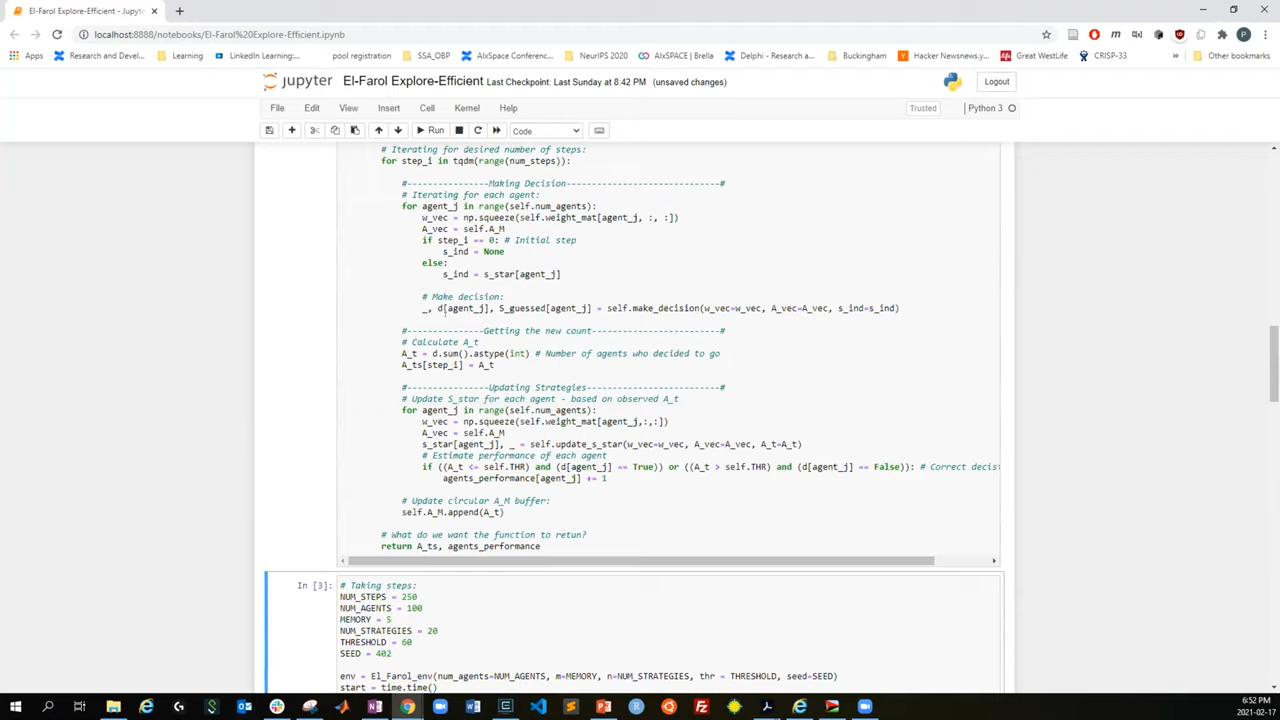 El-Farol Explore-Efficient - Jupyter
localhost:8888/notebooks/El-Farol%20Explore-Efficient.ipynb
Apps Research and Devel... Learning LinkedIn Learning:... pool registration SSA_OBP AIxSpace Conference... NeurIPS 2020 AIxSPACE | Brella Delphi - Research a... Buckingham Hacker Newsnews.y... Great WestLife CRISP-33 » Other bookmarks
jupyter El-Farol Explore-Efficient Last Checkpoint: Last Sunday at 8:42 PM (unsaved changes) Logout
File Edit View Insert Cell Kernel Help Trusted Python 3
Run Code
# Iterating for desired number of steps:
for step_i in tqdm(range(num_steps)):
#----------------Making Decision------------------------------#
# Iterating for each agent:
for agent_j in range(self.num_agents):
w_vec = np.squeeze(self.weight_mat[agent_j, :, :])
A_vec = self.A_M
if step_i == 0: # Initial step
s_ind = None
else:
s_ind = s_star[agent_j]
# Make decision:
_, d[agent_j], S_guessed[agent_j] = self.make_decision(w_vec=w_vec, A_vec=A_vec, s_ind=s_ind)
#---------------Getting the new count--------------------------#
# Calculate A_t
A_t = d.sum().astype(int) # Number of agents who decided to go
A_ts[step_i] = A_t
#----------------Updating Strategies---------------------------#
# Update S_star for each agent - based on observed A_t
for agent_j in range(self.num_agents):
w_vec = np.squeeze(self.weight_mat[agent_j,:,:])
A_vec = self.A_M
s_star[agent_j], _ = self.update_s_star(w_vec=w_vec, A_vec=A_vec, A_t=A_t)
# Estimate performance of each agent
if ((A_t <= self.THR) and (d[agent_j] == True)) or ((A_t > self.THR) and (d[agent_j] == False)): # Correct decis
agents_performance[agent_j] += 1
# Update circular A_M buffer:
self.A_M.append(A_t)
# What do we want the function to retun?
return A_ts, agents_performance
In [3]: # Taking steps:
NUM_STEPS = 250
NUM_AGENTS = 100
MEMORY = 5
NUM_STRATEGIES = 20
THRESHOLD = 60
SEED = 402
env = El_Farol_env(num_agents=NUM_AGENTS, m=MEMORY, n=NUM_STRATEGIES, thr = THRESHOLD, seed=SEED)
start = time.time()
6:52 PM
2021-02-17